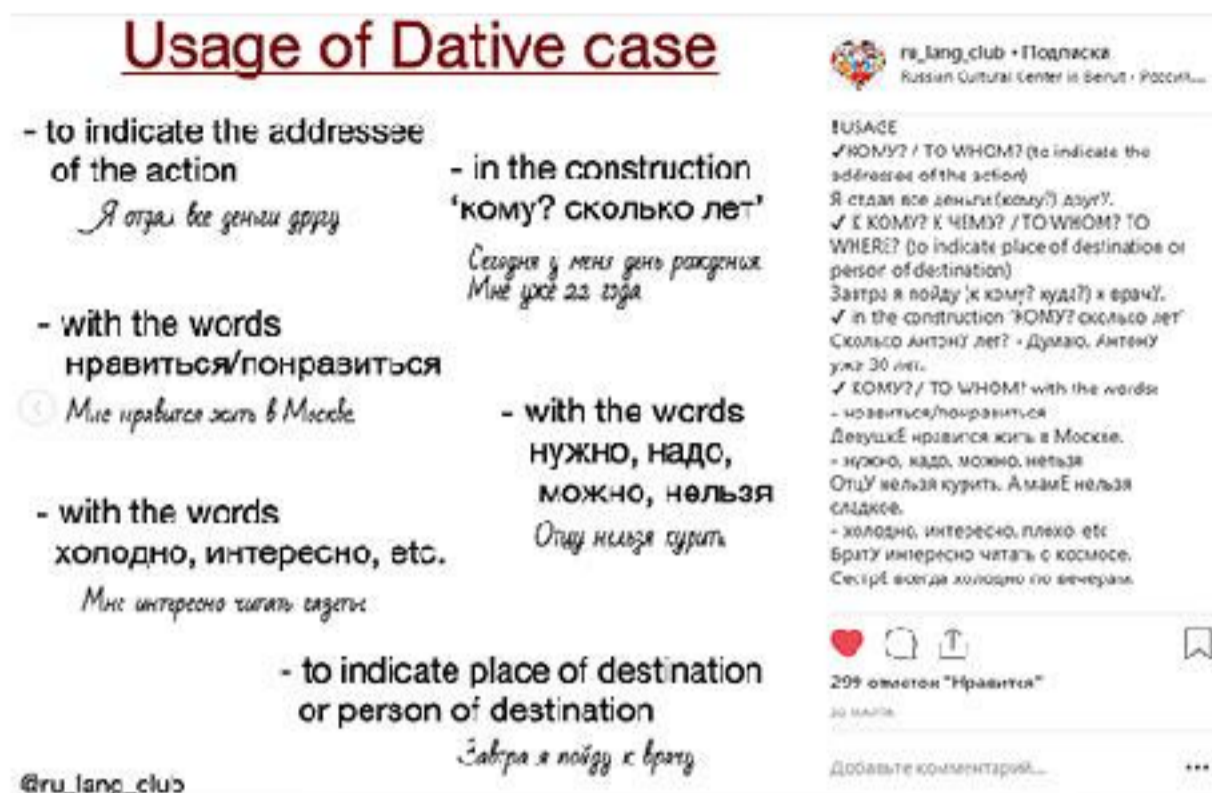 Usage of Dative case
- to indicate the addressee
of the action
Я отдал все деньги другу
- in the construction
‘кому? сколько лет’
Сегодня у меня день рождения.
Мне уже 22 года
- with the words
нравиться/понравиться
Мне нравится жить в Москве
- with the words
нужно, надо,
можно, нельзя
Отцу нельзя курить
- with the words
холодно, интересно, etc.
Мне интересно читать газеты
- to indicate place of destination
or person of destination
Завтра я пойду к врачу
@ru_lang_club
ru_lang_club • Подписки
Russian Cultural Center in Beirut - Россия,...
USAGE
✓КОМУ? / TO WHOM? (to indicate the
addressee of the action)
Я отдал все деньги (кому?) другУ.
✓ К КОМУ? К ЧЕМУ? / TO WHOM? TO
WHERE? (to indicate place of destination or
person of destination)
Завтра я пойду (к кому? куда?) к врачУ.
✓ in the construction "КОМУ? сколько лет"
Сколько АнтонУ лет? - Думаю, АнтонУ
уже 30 лет.
✓ КОМУ? / TO WHOM? with the words:
- нравиться/понравиться
ДевушкЕ нравится жить в Москве.
- нужно, надо, можно, нельзя
ОтцУ нельзя курить. А мамЕ нельзя
сладкое.
- холодно, интересно, плохо etc
БратУ интересно читать о космосе.
СестрЕ всегда холодно по вечерам.
299 отметок "Нравится"
Добавьте комментарий...